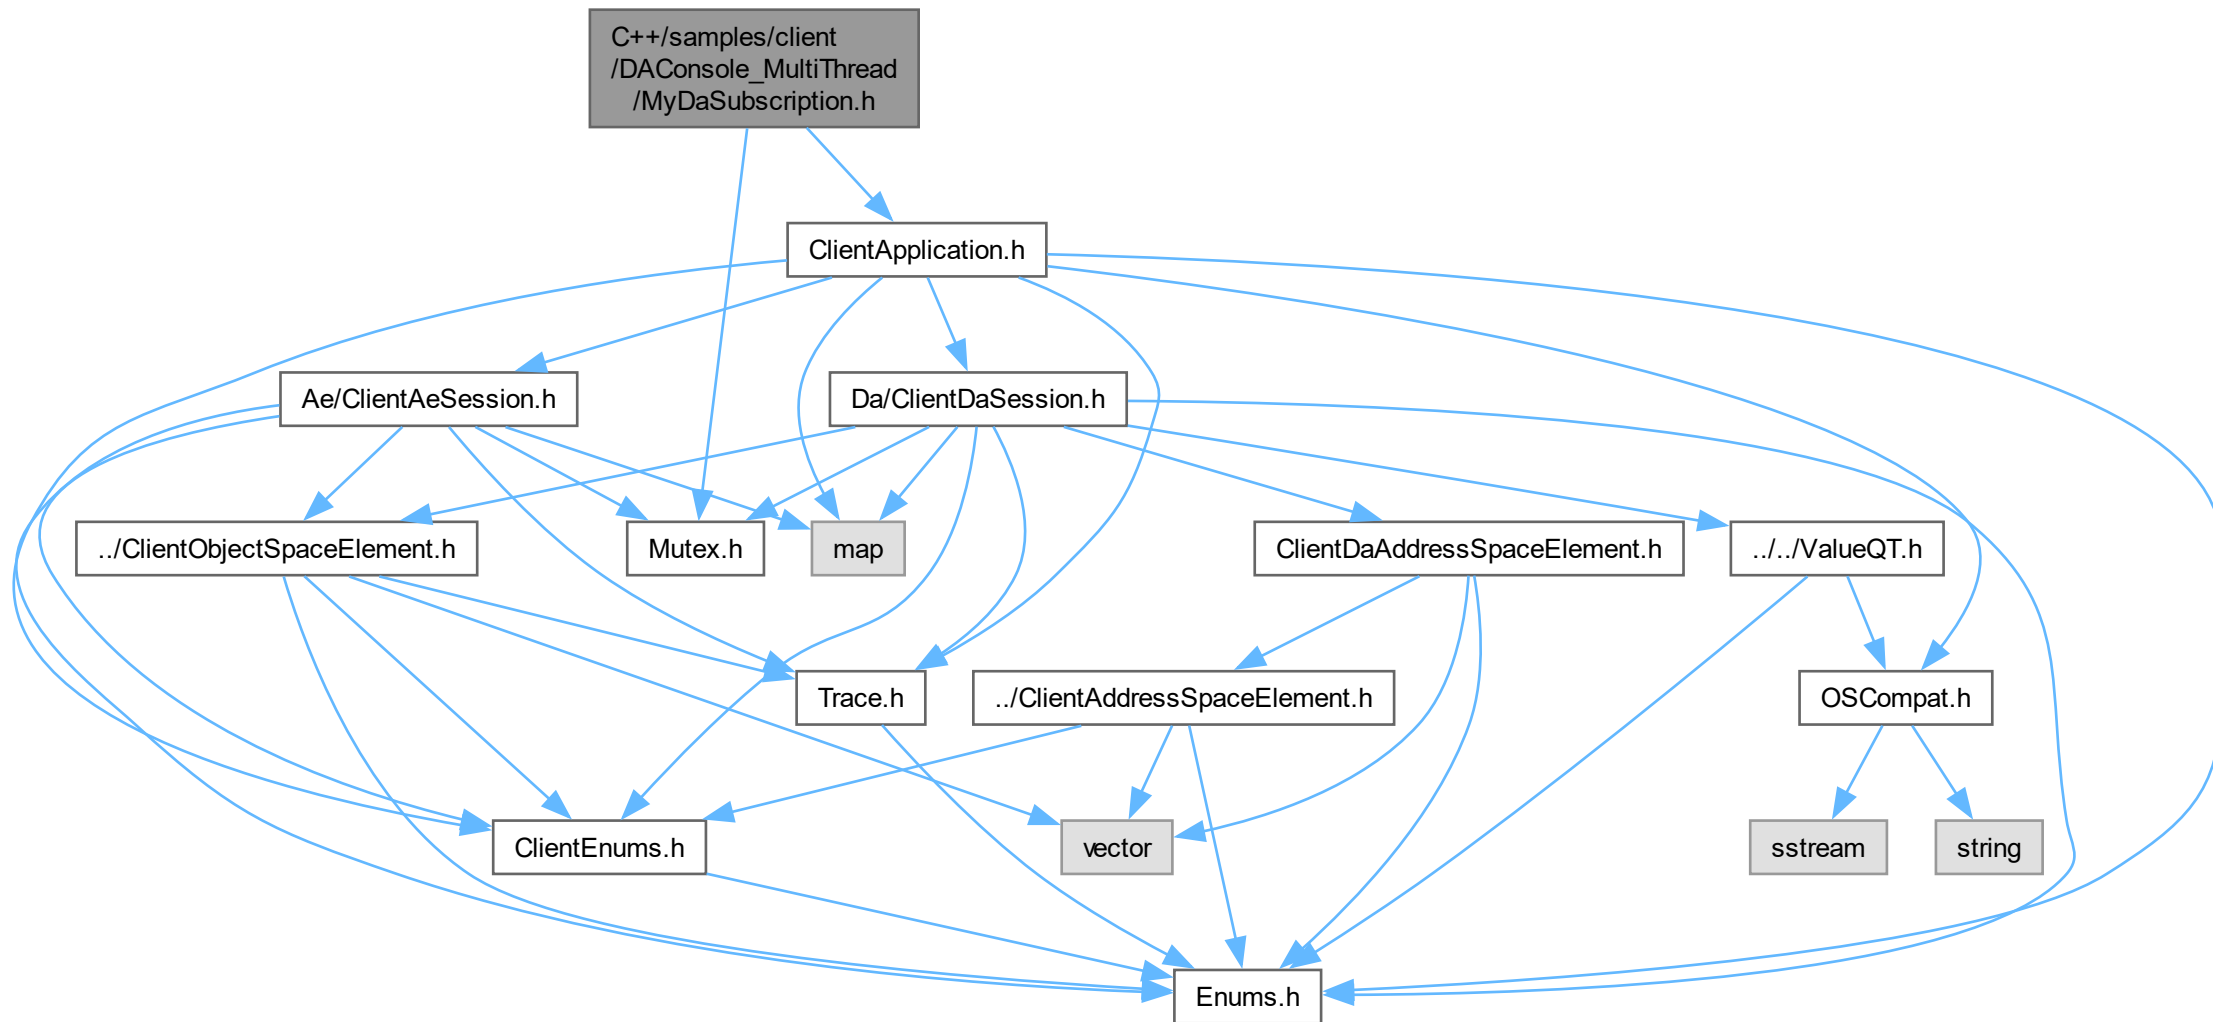 C++/samples/client
/DAConsole_MultiThread
/MyDaSubscription.h
ClientApplication.h
Ae/ClientAeSession.h
Da/ClientDaSession.h
../ClientObjectSpaceElement.h
Mutex.h
map
ClientDaAddressSpaceElement.h
../../ValueQT.h
Trace.h
../ClientAddressSpaceElement.h
OSCompat.h
ClientEnums.h
vector
sstream
string
Enums.h